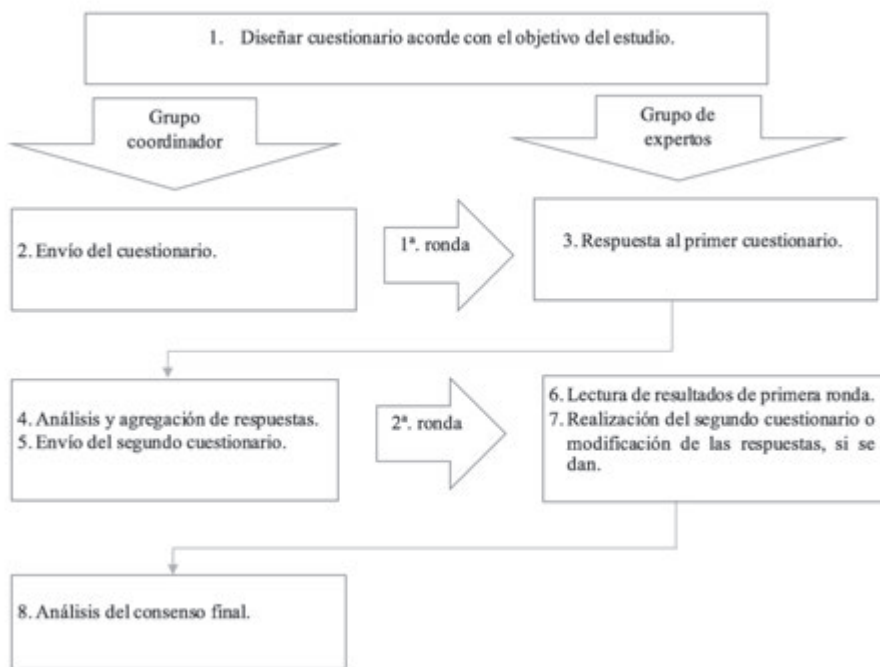 1. Diseñar cuestionario acorde con el objetivo del estudio.
Grupo
coordinador
Grupo de
expertos
2. Envío del cuestionario.
1ª. ronda
3. Respuesta al primer cuestionario.
4. Análisis y agregación de respuestas.
5. Envío del segundo cuestionario.
2ª. ronda
6. Lectura de resultados de primera ronda.
7. Realización del segundo cuestionario o
modificación de las respuestas, si se
dan.
8. Análisis del consenso final.